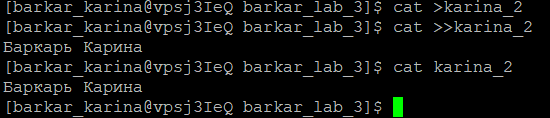 [barkar_karina@vpsj3IeQ barkar_lab_3]$ cat >karina_2
[barkar_karina@vpsj3IeQ barkar_lab_3]$ cat >>karina_2
Баркарь Карина
[barkar_karina@vpsj3IeQ barkar_lab_3]$ cat karina_2
Баркарь Карина
[barkar_karina@vpsj3IeQ barkar_lab_3]$